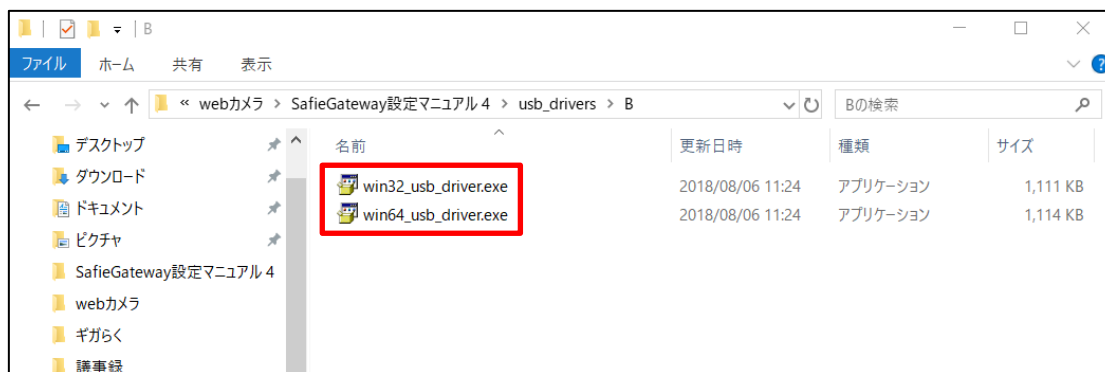 B
ファイル ホーム 共有 表示
« webカメラ > SafieGateway設定マニュアル 4 > usb_drivers > B Bの検索
名前 更新日時 種類 サイズ
デスクトップ
ダウンロード
ドキュメント
ピクチャ
SafieGateway設定マニュアル 4
webカメラ
ギガらく
議事録
win32_usb_driver.exe 2018/08/06 11:24 アプリケーション 1,111 KB
win64_usb_driver.exe 2018/08/06 11:24 アプリケーション 1,114 KB